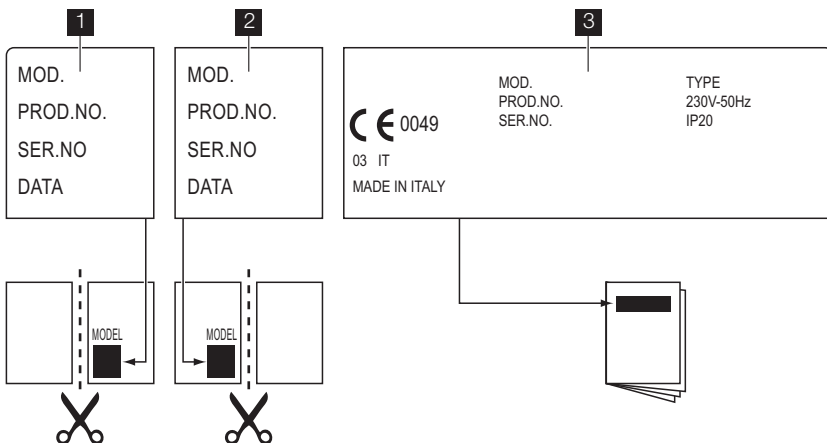 1
MOD.
PROD.NO.
SER.NO
DATA
2
MOD.
PROD.NO.
SER.NO
DATA
3
MOD. TYPE
PROD.NO. 230V-50Hz
SER.NO. IP20
CE 0049
03 IT
MADE IN ITALY
MODEL
MODEL